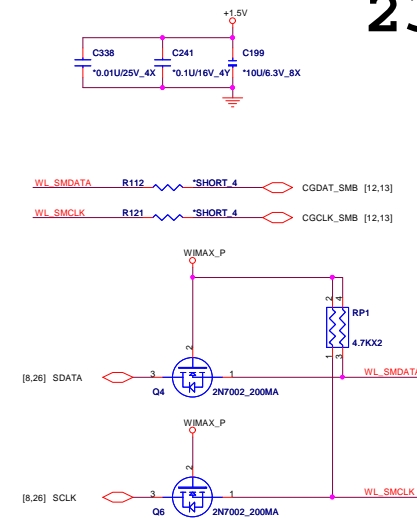 23
+1.5V
C338 C241 C199
*0.01U/25V_4X *0.1U/16V_4Y *10U/6.3V_8X
WL_SMDATA R112 *SHORT_4 CGDAT_SMB [12,13]
WL_SMCLK R121 *SHORT_4 CGCLK_SMB [12,13]
WIMAX_P
2 4
RP1
4.7KX2
2 1 3
[8,26] SDATA 3 1 WL_SMDATA
Q4 2N7002_200MA
WIMAX_P
2
[8,26] SCLK 3 1 WL_SMCLK
Q6 2N7002_200MA